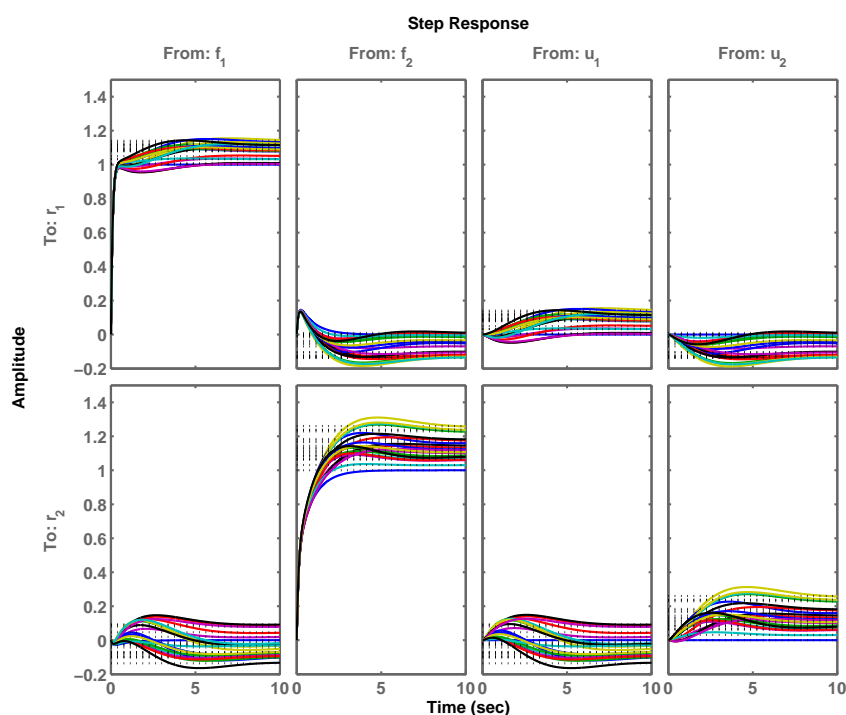 Step Response
From: f1 From: f2 From: u1 From: u2
Amplitude
To: r1
1.4
1.2
1
0.8
0.6
0.4
0.2
0
−0.2
To: r2
1.4
1.2
1
0.8
0.6
0.4
0.2
0
−0.2
0 5 10 0 5 10 0 5 10 0 5 10
Time (sec)